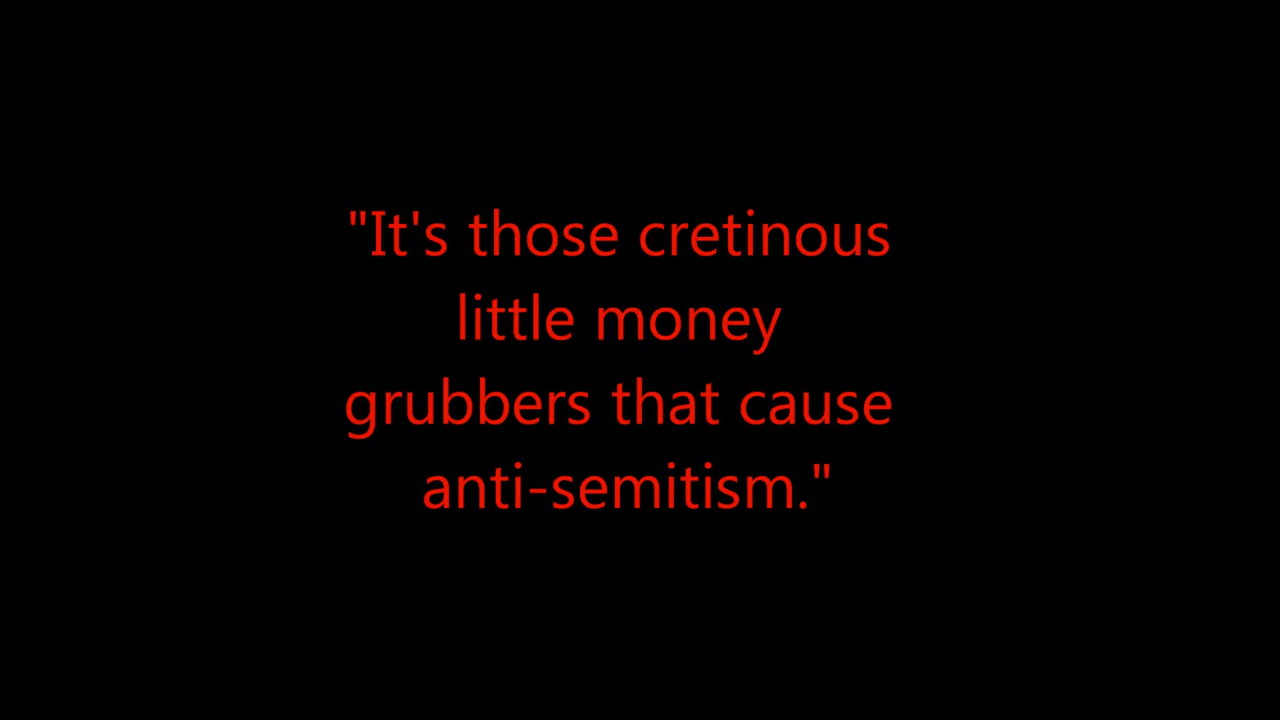 "It's those cretinous
little money
grubbers that cause
anti-semitism."